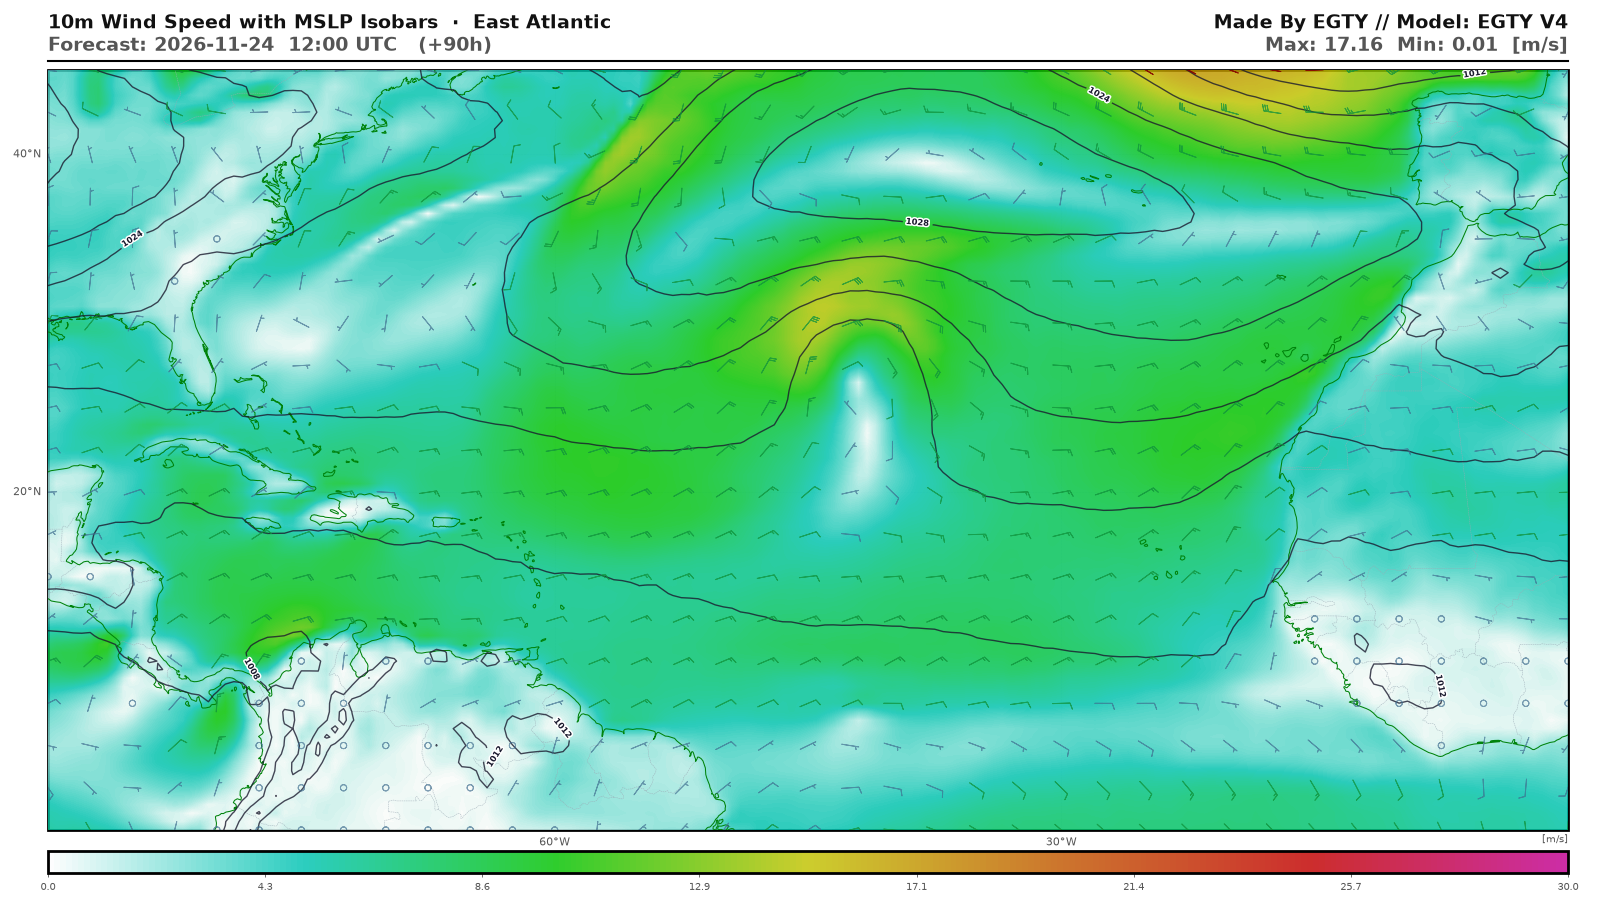 10m Wind Speed with MSLP Isobars · East Atlantic
Made By EGTY // Model: EGTY V4
Forecast: 2026-11-24 12:00 UTC (+90h)
Max: 17.16 Min: 0.01 [m/s]
1012
1024
40°N
1028
1024
20°N
1008
1012
1012
1012
60°W
30°W
[m/s]
0.0
4.3
8.6
12.9
17.1
21.4
25.7
30.0